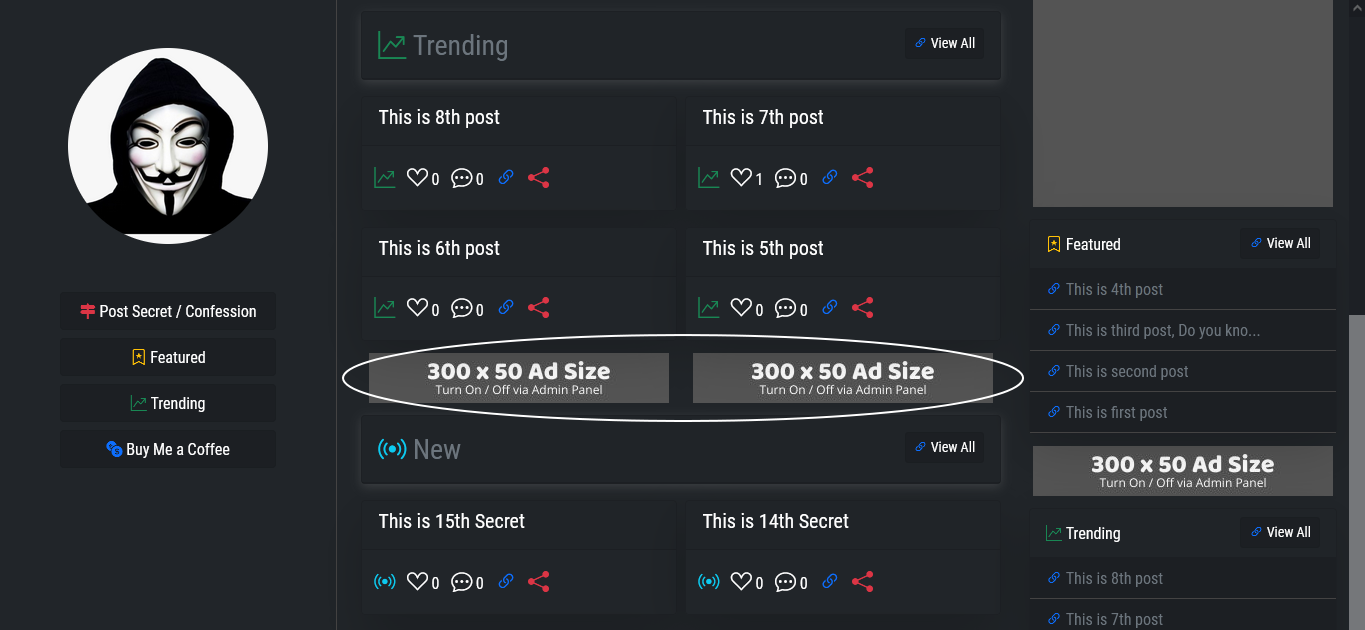 Post Secret / Confession
Featured
Trending
Buy Me a Coffee
Trending
View All
This is 8th post
0
0
This is 7th post
1
0
This is 6th post
0
0
This is 5th post
0
0
300 x 50 Ad Size
Turn On / Off via Admin Panel
300 x 50 Ad Size
Turn On / Off via Admin Panel
New
View All
This is 15th Secret
0
0
This is 14th Secret
0
0
Featured
View All
This is 4th post
This is third post, Do you kno...
This is second post
This is first post
300 x 50 Ad Size
Turn On / Off via Admin Panel
Trending
View All
This is 8th post
This is 7th post